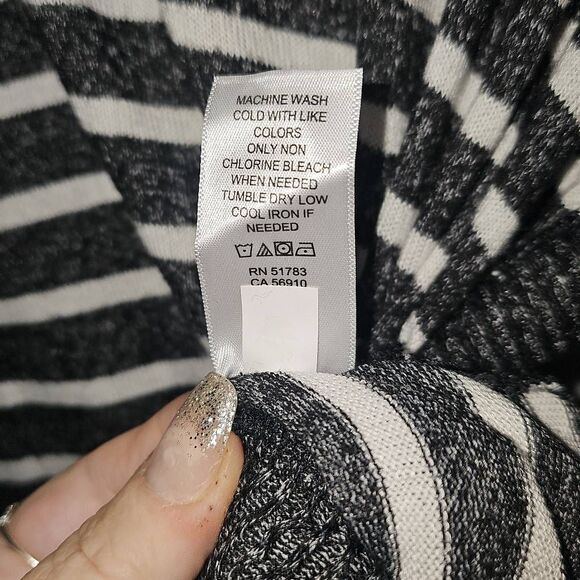 MACHINE WASH
COLD WITH LIKE
COLORS
ONLY NON
CHLORINE BLEACH
WHEN NEEDED
TUMBLE DRY LOW
COOL IRON IF
NEEDED
RN 51783
CA 56910